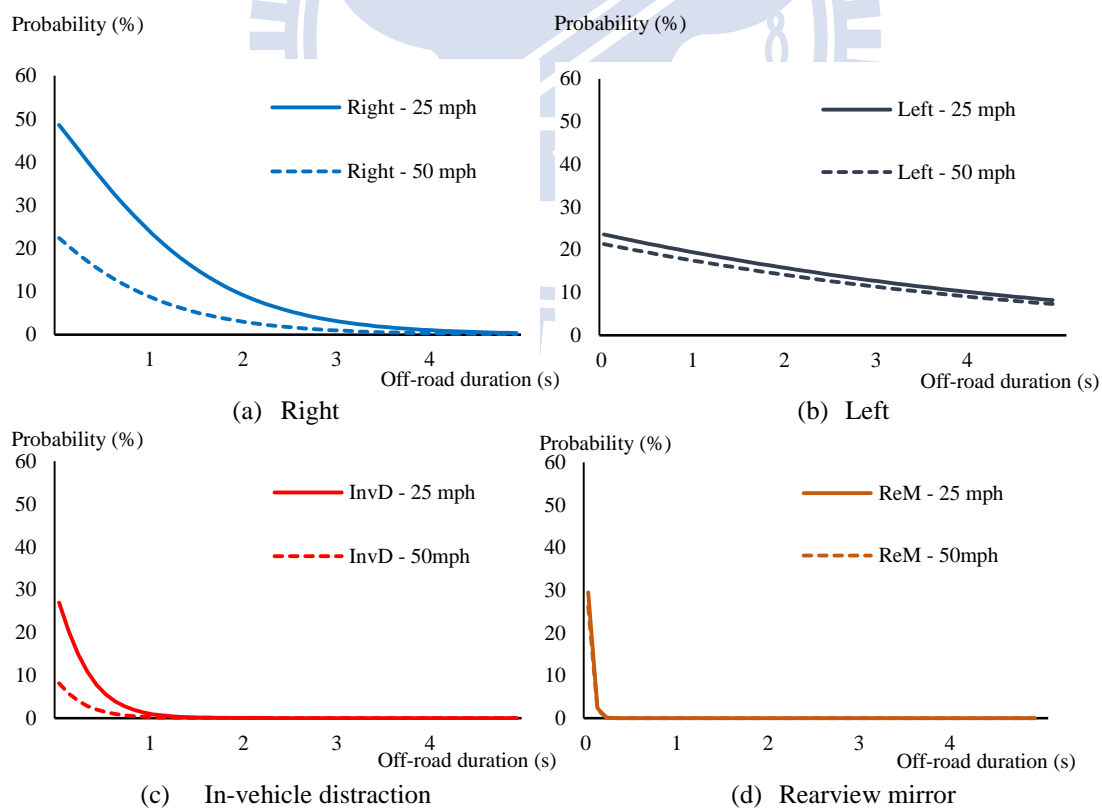 Probability (%)
60
50
40
30
20
10
0
Right - 25 mph
Right - 50 mph
1 2 3 4
Off-road duration (s)
(a) Right
Probability (%)
60
50
40
30
20
10
0
Left - 25 mph
Left - 50 mph
0 1 2 3 4
Off-road duration (s)
(b) Left
Probability (%)
60
50
40
30
20
10
0
InvD - 25 mph
InvD - 50mph
1 2 3 4
Off-road duration (s)
(c) In-vehicle distraction
Probability (%)
60
50
40
30
20
10
0
ReM - 25 mph
ReM - 50mph
0 1 2 3 4
Off-road duration (s)
(d) Rearview mirror